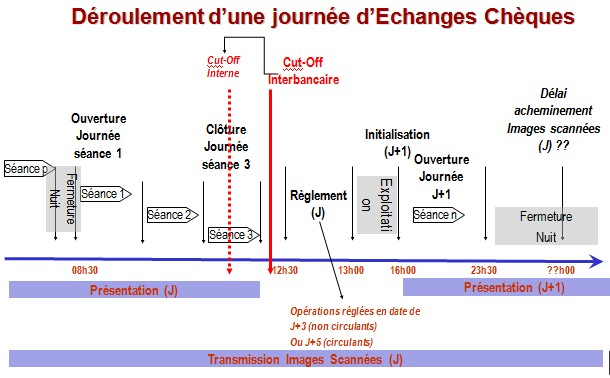 Déroulement d'une journée d'Echanges Chèques
Cut-Off
Interne
Cut-Off
Interbancaire
Ouverture
Journée
séance 1
Clôture
Journée
séance 3
Initialisation
(J+1)
Ouverture
Journée
J+1
Délai
acheminement
Images scannées
(J) ??
Séance p
Fermeture
Nuit
Séance 1
Séance 2
Séance 3
Règlement
(J)
Exploitati
on
Séance n
Fermeture
Nuit
08h30
12h30
13h00
16h00
23h30
??h00
Présentation (J)
Présentation (J+1)
Opérations réglées en date de
J+3 (non circulants)
Ou J+5 (circulants)
Transmission Images Scannées (J)